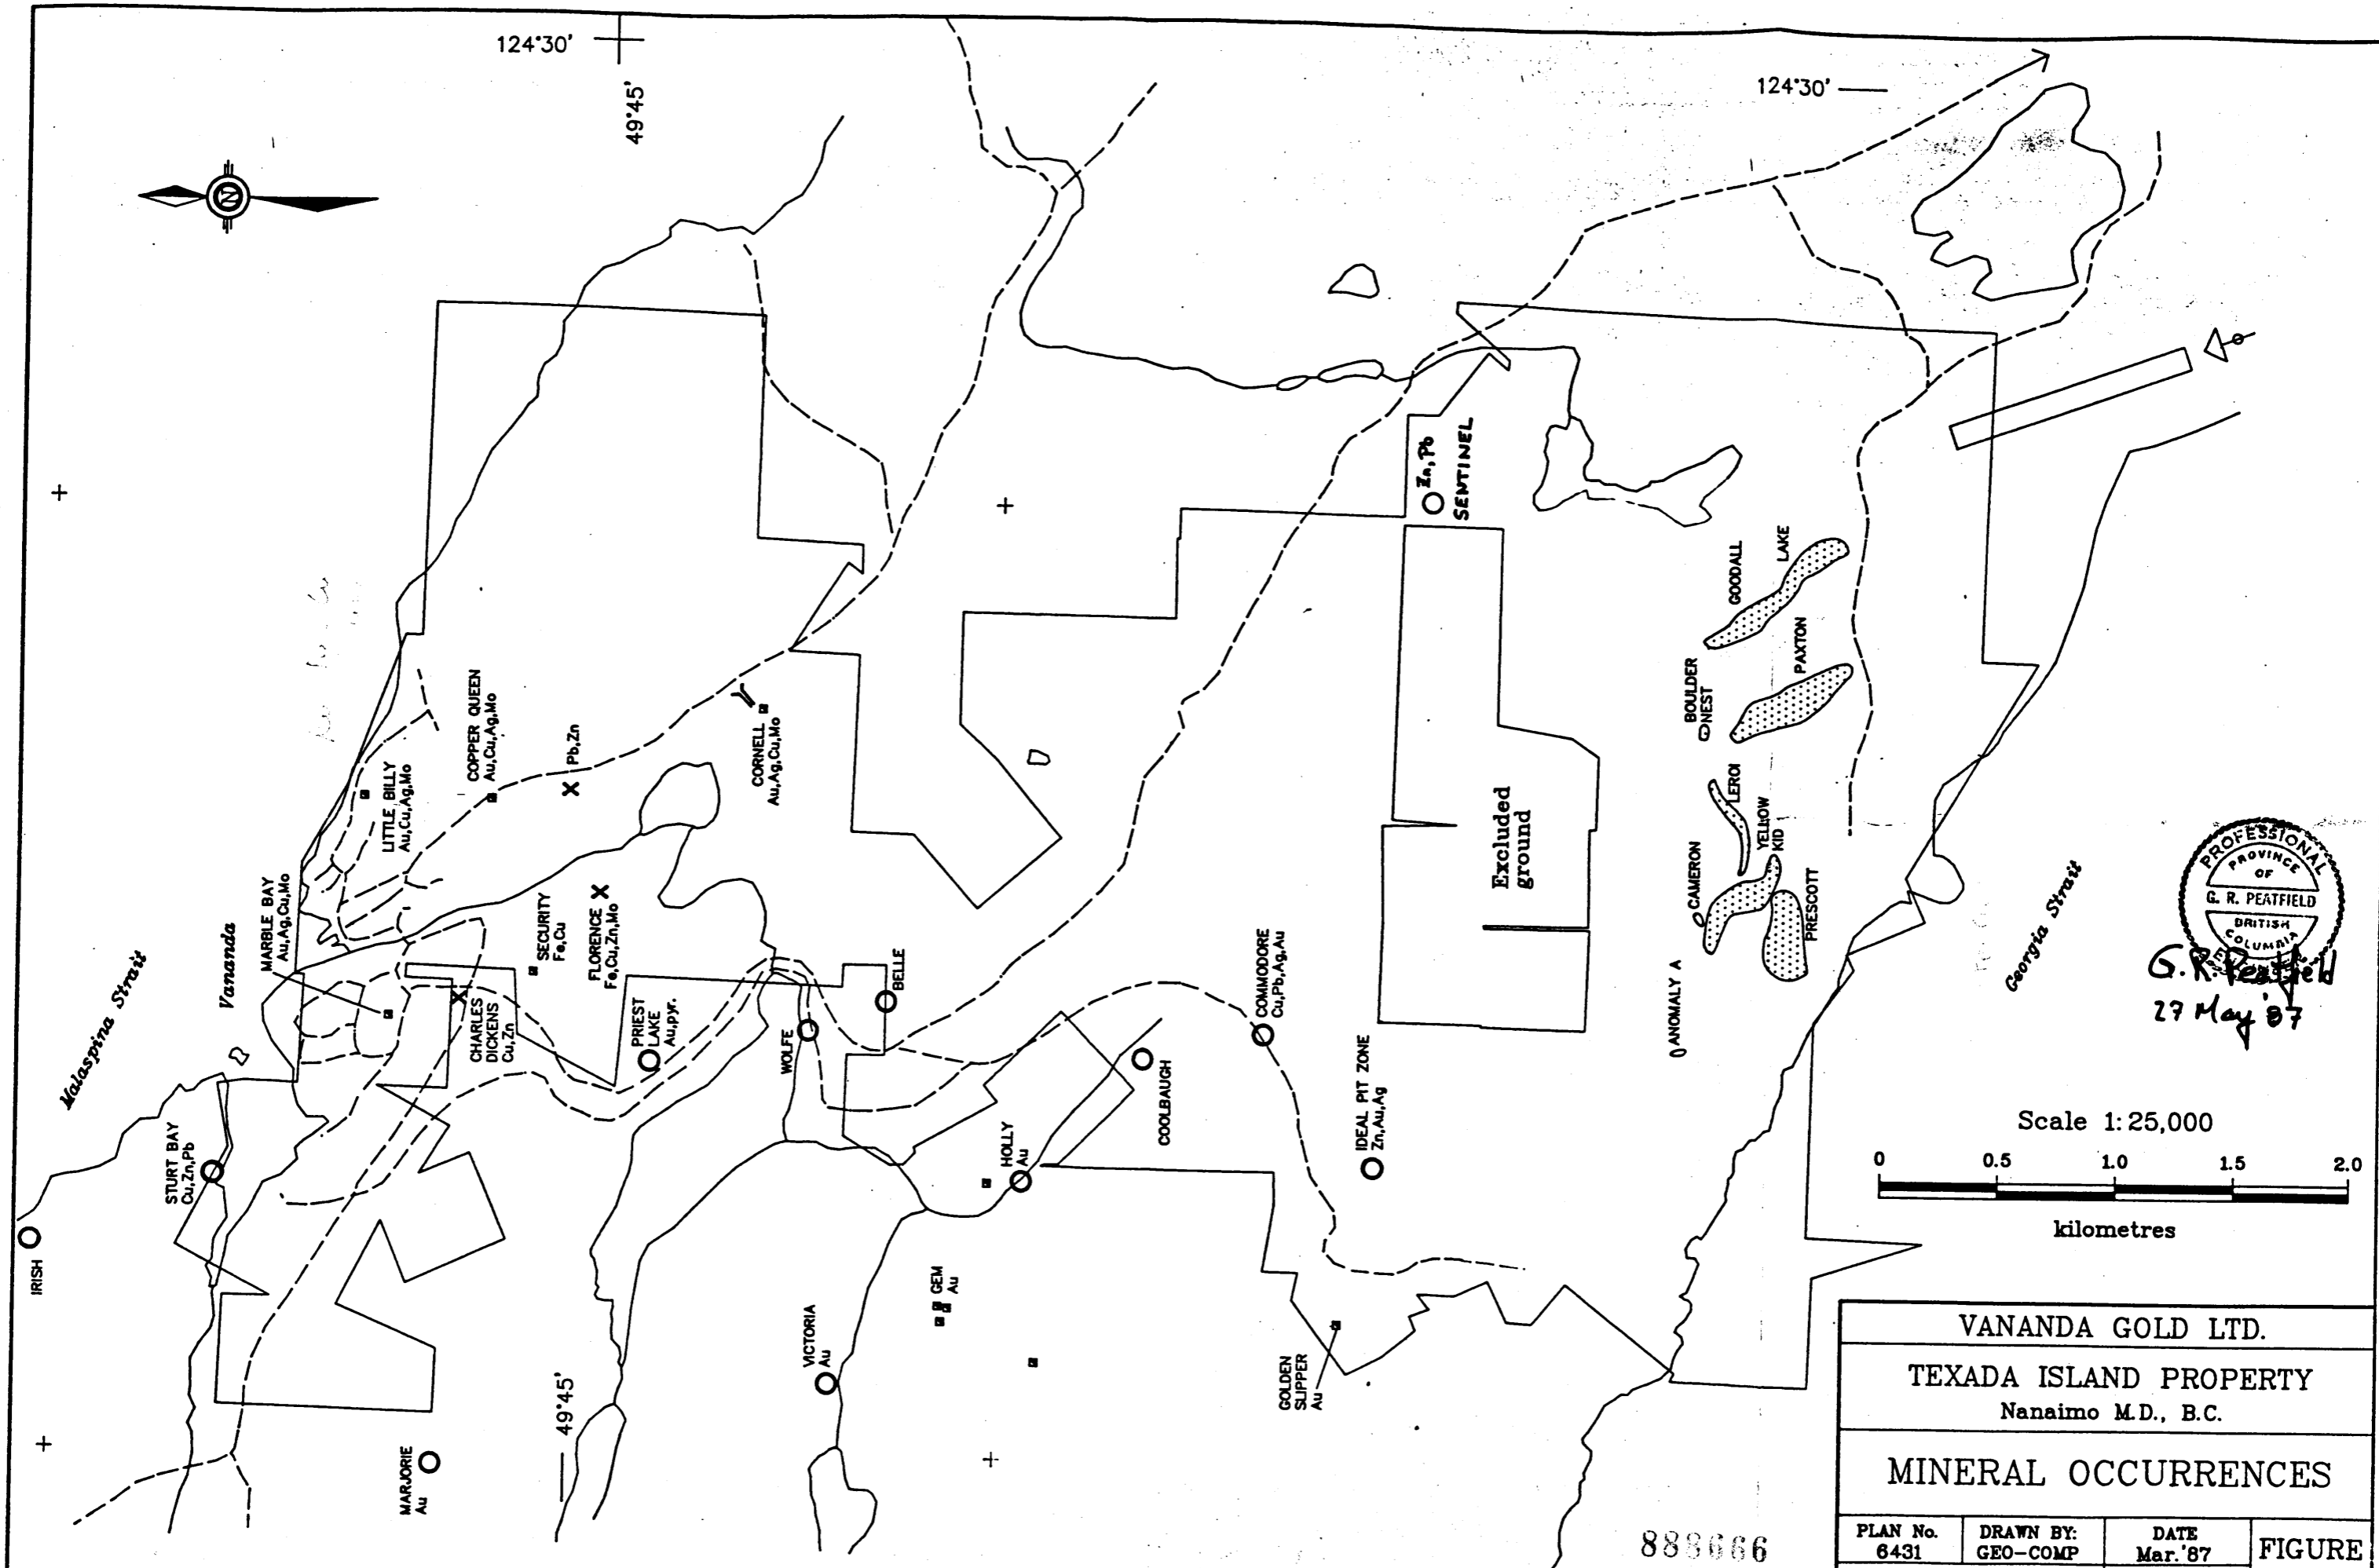 124°30'
49°45'
124°30'
N
Malaspina Strait
Vananda
IRISH
STURT BAY
Cu,Zn,Pb
MARBLE BAY
Au,Ag,Cu,Mo
LITTLE BILLY
Au,Cu,Ag,Mo
COPPER QUEEN
Au,Cu,Ag,Mo
Pb,Zn
CORNELL
Au,Ag,Cu,Mo
CHARLES
DICKENS
Cu,Zn
SECURITY
Fe,Cu
FLORENCE
Fe,Cu,Zn,Mo
PRIEST
LAKE
Au,pyr.
WOLFE
BELLE
HOLLY
Au
COOLBAUGH
COMMODORE
Cu,Pb,Ag,Au
IDEAL PIT ZONE
Zn,Au,Ag
GEM
Au
VICTORIA
Au
MARJORIE
Au
49°45'
GOLDEN
SLIPPER
Au
Zn,Pb
SENTINEL
Excluded
ground
GOODALL
LAKE
PAXTON
BOULDER
NEST
LEROI
YELLOW
KID
CAMERON
PRESCOTT
ANOMALY A
Georgia Strait
PROFESSIONAL
PROVINCE
OF
G. R. PEATFIELD
BRITISH
COLUMBIA
G.R. Peatfield
27 May '87
Scale 1:25,000
0 0.5 1.0 1.5 2.0
kilometres
VANANDA GOLD LTD.
TEXADA ISLAND PROPERTY
Nanaimo M.D., B.C.
MINERAL OCCURRENCES
PLAN No.
6431
DRAWN BY:
GEO-COMP
DATE
Mar.'87
FIGURE
888666